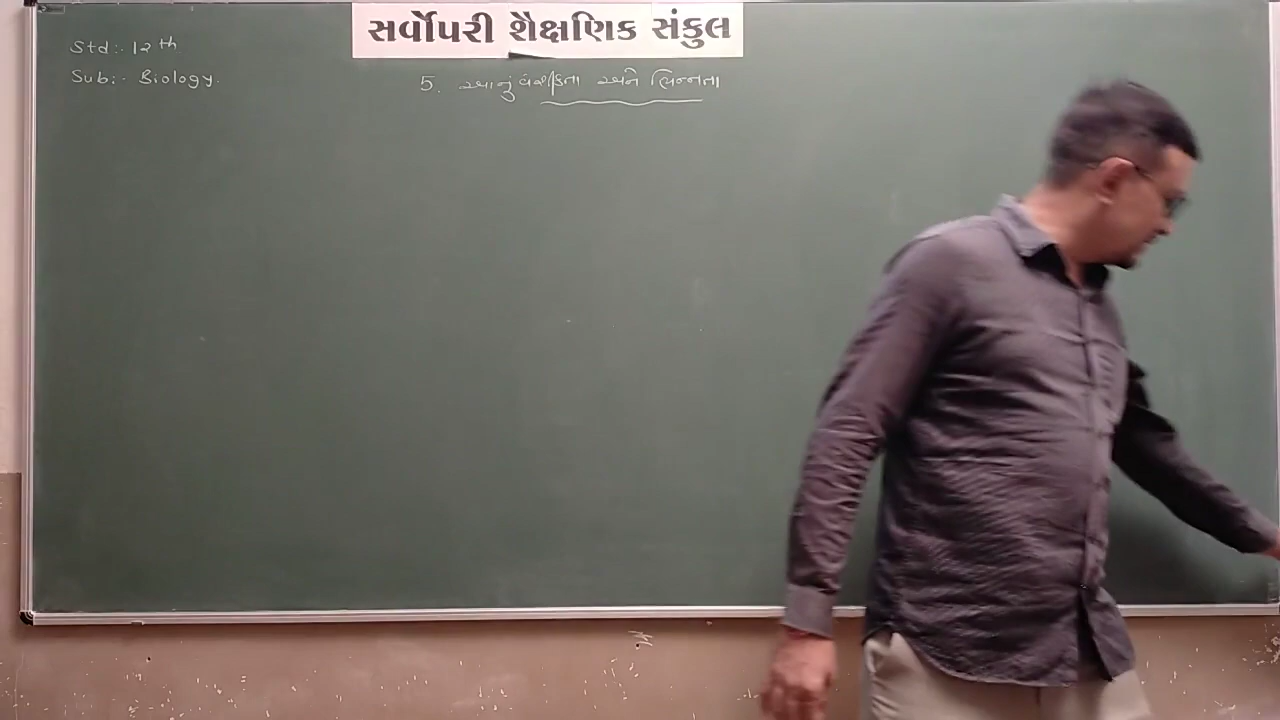 સર્વોપરી શૈક્ષણિક સંકુલ
Std:- 12th
Sub:- Biology.
5. આનુંવંશિકતા અને ભિન્નતા